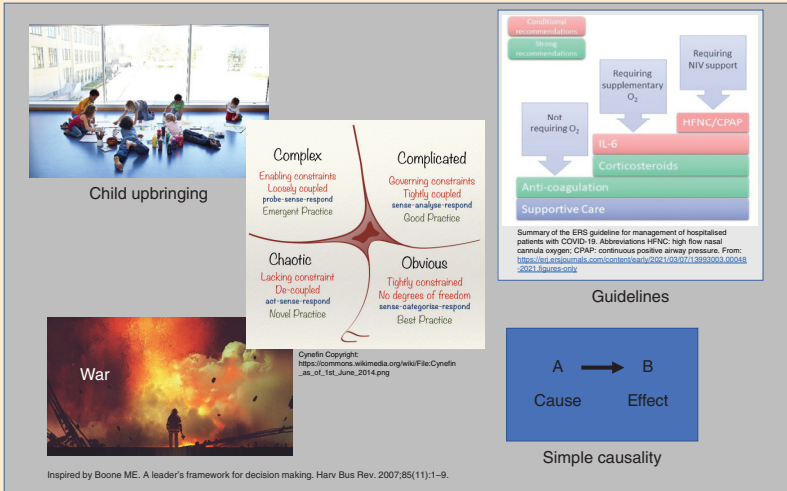 Child upbringing
Complex
Enabling constraints
Loosely coupled
probe-sense-respond
Emergent Practice
Complicated
Governing constraints
Tightly coupled
sense-analyse-respond
Good Practice
Chaotic
Lacking constraint
De-coupled
act-sense-respond
Novel Practice
Obvious
Tightly constrained
No degrees of freedom
sense-categorise-respond
Best Practice
Cynefin Copyright:
https://commons.wikimedia.org/wiki/File:Cynefin
_as_of_1st_June_2014.png
Conditional
recommendations
Strong
recommendations
Not
requiring O2
Requiring
supplementary
O2
Requiring
NIV support
HFNC/CPAP
IL-6
Corticosteroids
Anti-coagulation
Supportive Care
Summary of the ERS guideline for management of hospitalised
patients with COVID-19. Abbreviations HFNC: high flow nasal
cannula oxygen; CPAP: continuous positive airway pressure. From:
https://erj.ersjournals.com/content/early/2021/03/07/13993003.00048
-2021.figures-only
Guidelines
War
A B
Cause Effect
Simple causality
Inspired by Boone ME. A leader's framework for decision making. Harv Bus Rev. 2007;85(11):1–9.